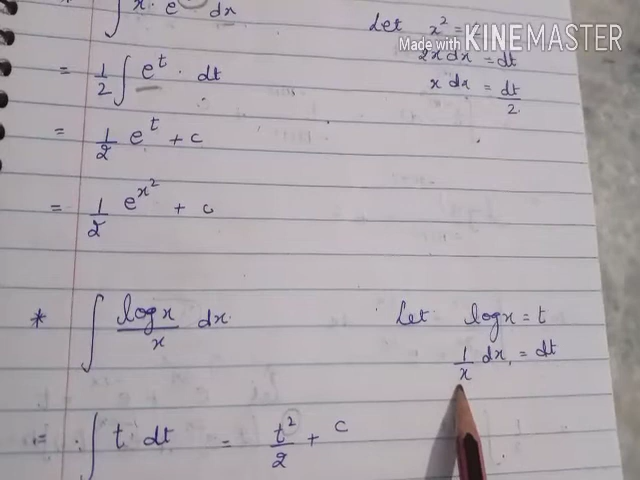 ∫ x · e dx Let x² = t
Made with KINEMASTER
2x dx = dt
= 1/2 ∫ e^t · dt x dx = dt/2
= 1/2 e^t + c
= 1/2 e^x² + c
* ∫ log x / x dx Let log x = t
1/x dx = dt
= ∫ t dt = t²/2 + c